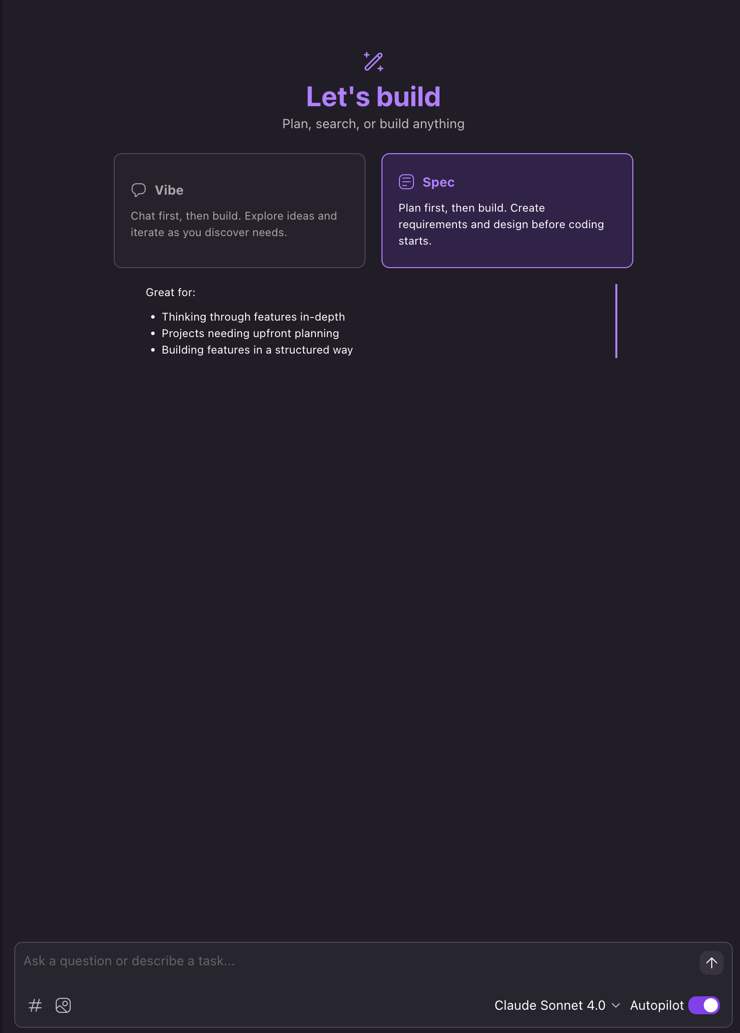 Let's build
Plan, search, or build anything
Vibe
Chat first, then build. Explore ideas and
iterate as you discover needs.
Spec
Plan first, then build. Create
requirements and design before coding
starts.
Great for:
• Thinking through features in-depth
• Projects needing upfront planning
• Building features in a structured way
Ask a question or describe a task...
Claude Sonnet 4.0
Autopilot